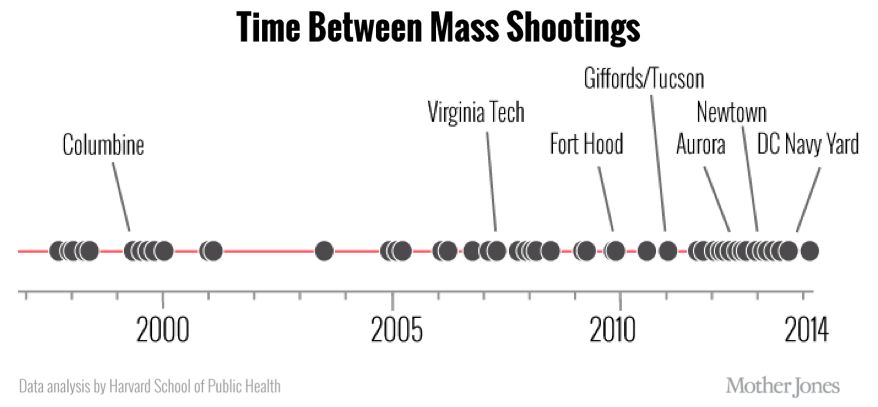 Time Between Mass Shootings
Giffords/Tucson
Virginia Tech
Newtown
Columbine
Fort Hood
Aurora
DC Navy Yard
2000
2005
2010
2014
Data analysis by Harvard School of Public Health
Mother Jones